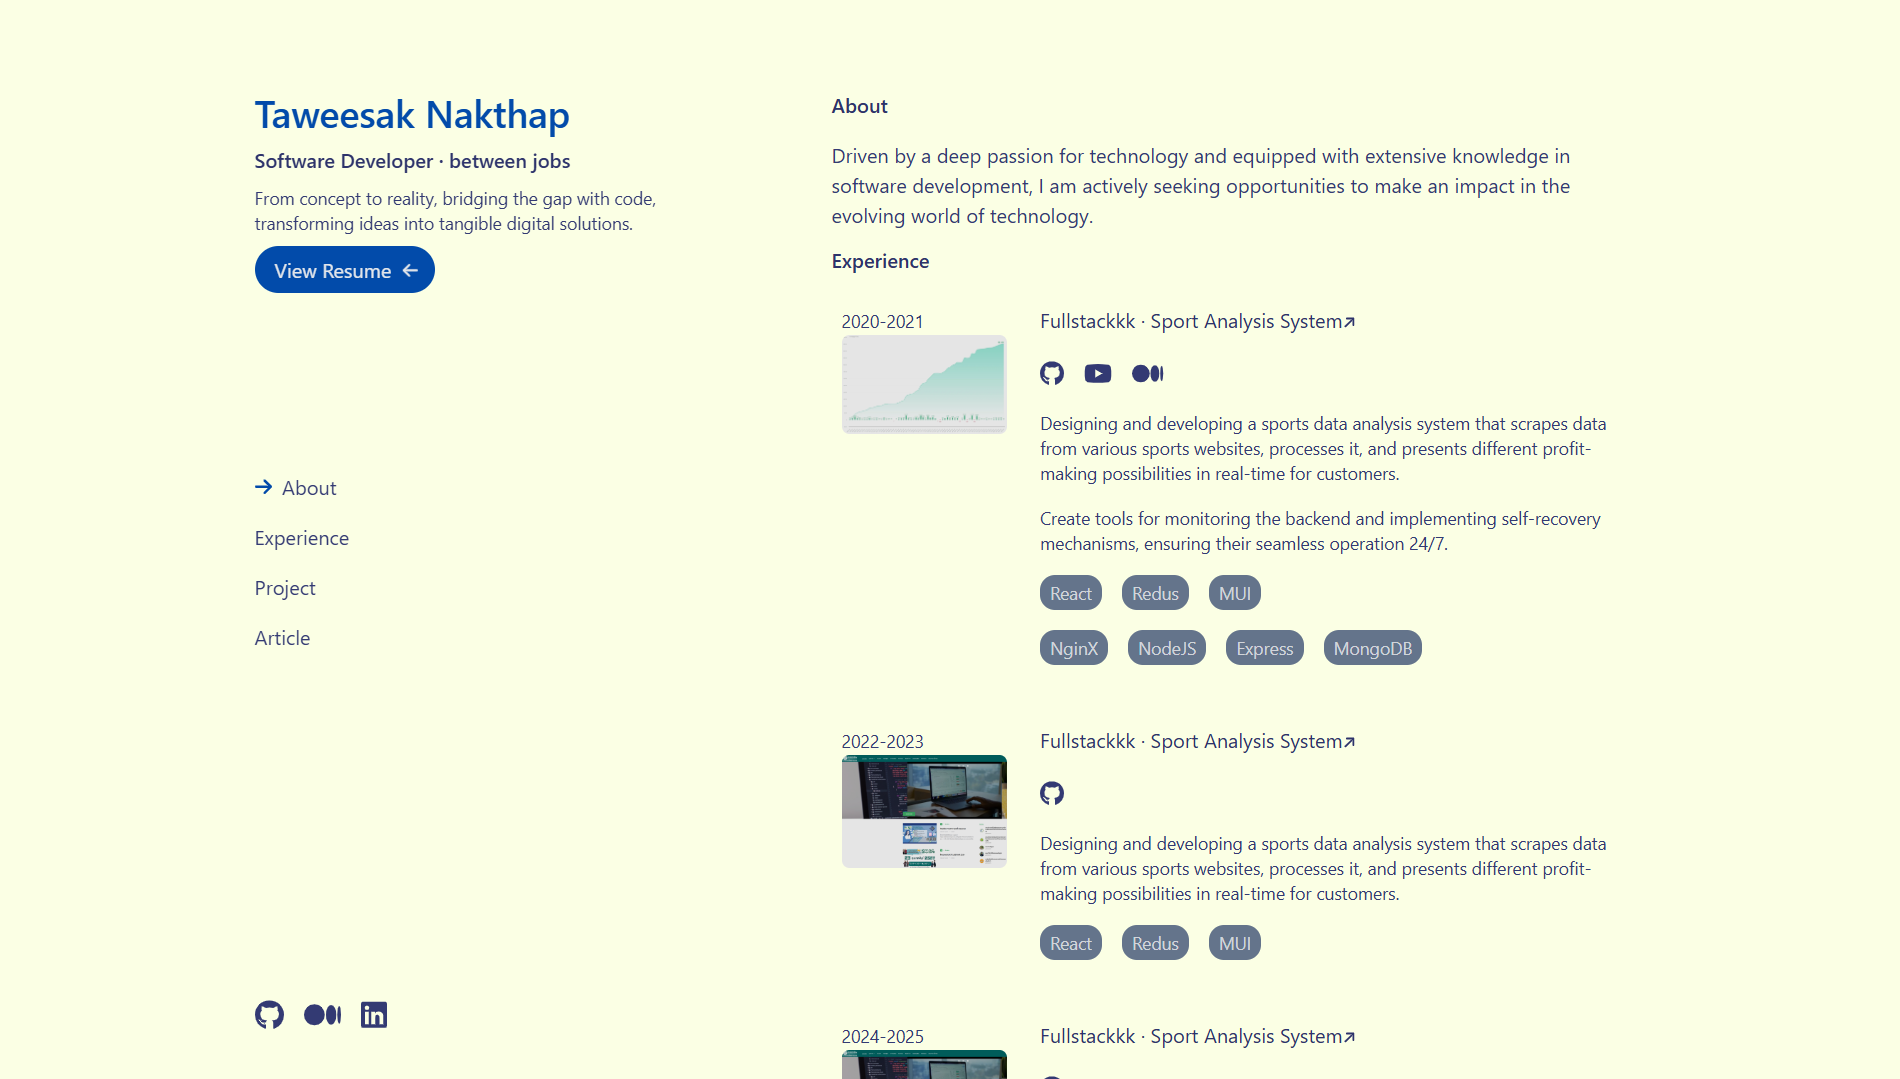 Taweesak Nakthap
Software Developer · between jobs
From concept to reality, bridging the gap with code,
transforming ideas into tangible digital solutions.
View Resume
About
Experience
Project
Article
About
Driven by a deep passion for technology and equipped with extensive knowledge in
software development, I am actively seeking opportunities to make an impact in the
evolving world of technology.
Experience
2020-2021
Fullstackkk · Sport Analysis System
Designing and developing a sports data analysis system that scrapes data
from various sports websites, processes it, and presents different profit-
making possibilities in real-time for customers.
Create tools for monitoring the backend and implementing self-recovery
mechanisms, ensuring their seamless operation 24/7.
React Redus MUI
NginX NodeJS Express MongoDB
2022-2023
Fullstackkk · Sport Analysis System
Designing and developing a sports data analysis system that scrapes data
from various sports websites, processes it, and presents different profit-
making possibilities in real-time for customers.
React Redus MUI
2024-2025
Fullstackkk · Sport Analysis System